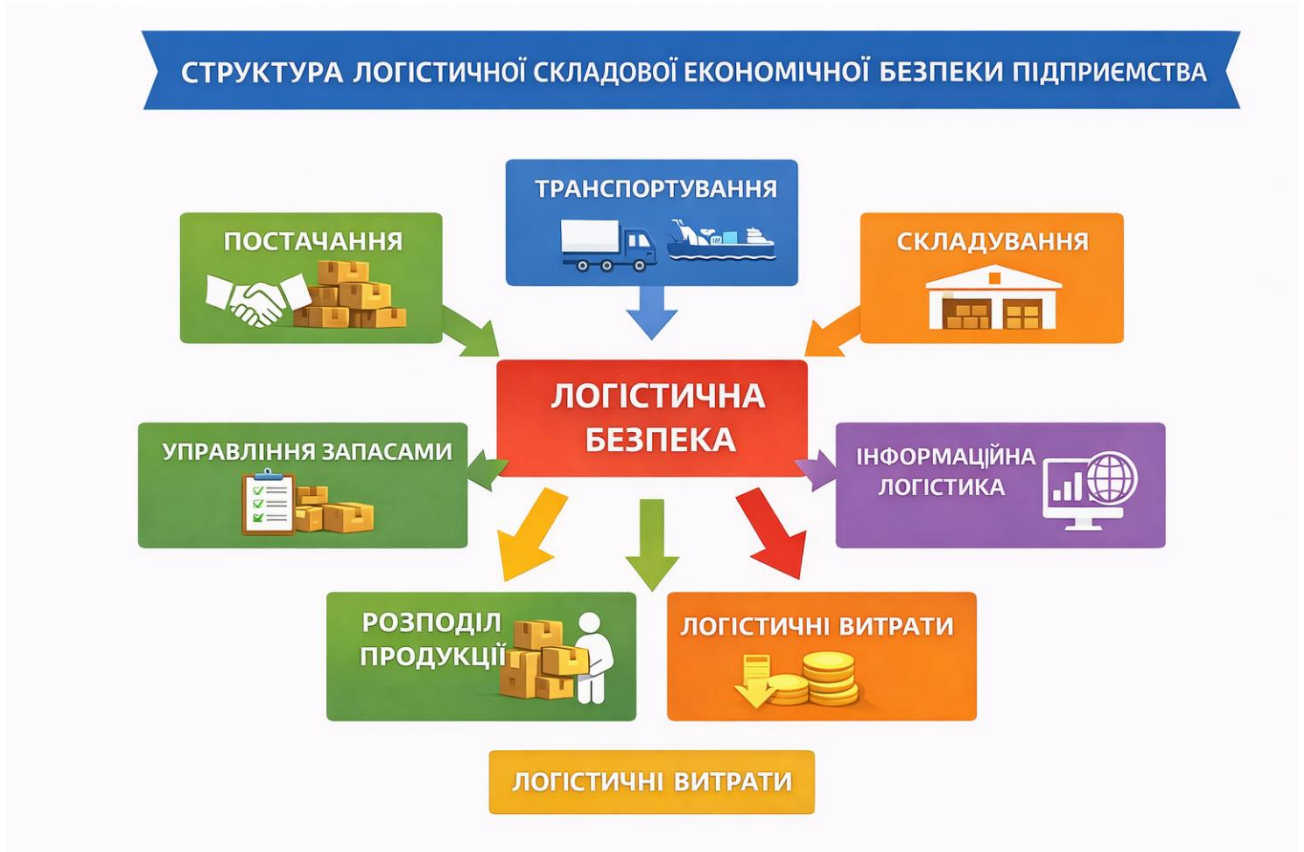 СТРУКТУРА ЛОГІСТИЧНОЇ СКЛАДОВОЇ ЕКОНОМІЧНОЇ БЕЗПЕКИ ПІДПРИЄМСТВА
ТРАНСПОРТУВАННЯ
ПОСТАЧАННЯ
СКЛАДУВАННЯ
ЛОГІСТИЧНА
БЕЗПЕКА
УПРАВЛІННЯ ЗАПАСАМИ
ІНФОРМАЦІЙНА
ЛОГІСТИКА
РОЗПОДІЛ
ПРОДУКЦІЇ
ЛОГІСТИЧНІ ВИТРАТИ
ЛОГІСТИЧНІ ВИТРАТИ